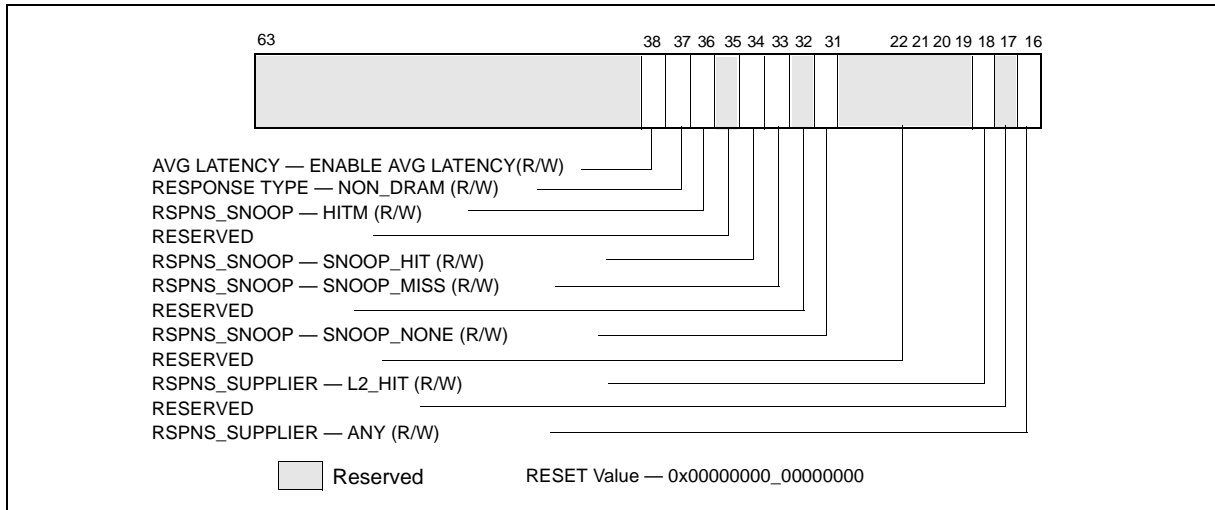 63 38 37 36 35 34 33 32 31 22 21 20 19 18 17 16
AVG LATENCY — ENABLE AVG LATENCY(R/W)
RESPONSE TYPE — NON_DRAM (R/W)
RSPNS_SNOOP — HITM (R/W)
RESERVED
RSPNS_SNOOP — SNOOP_HIT (R/W)
RSPNS_SNOOP — SNOOP_MISS (R/W)
RESERVED
RSPNS_SNOOP — SNOOP_NONE (R/W)
RESERVED
RSPNS_SUPPLIER — L2_HIT (R/W)
RESERVED
RSPNS_SUPPLIER — ANY (R/W)
Reserved RESET Value — 0x00000000_00000000